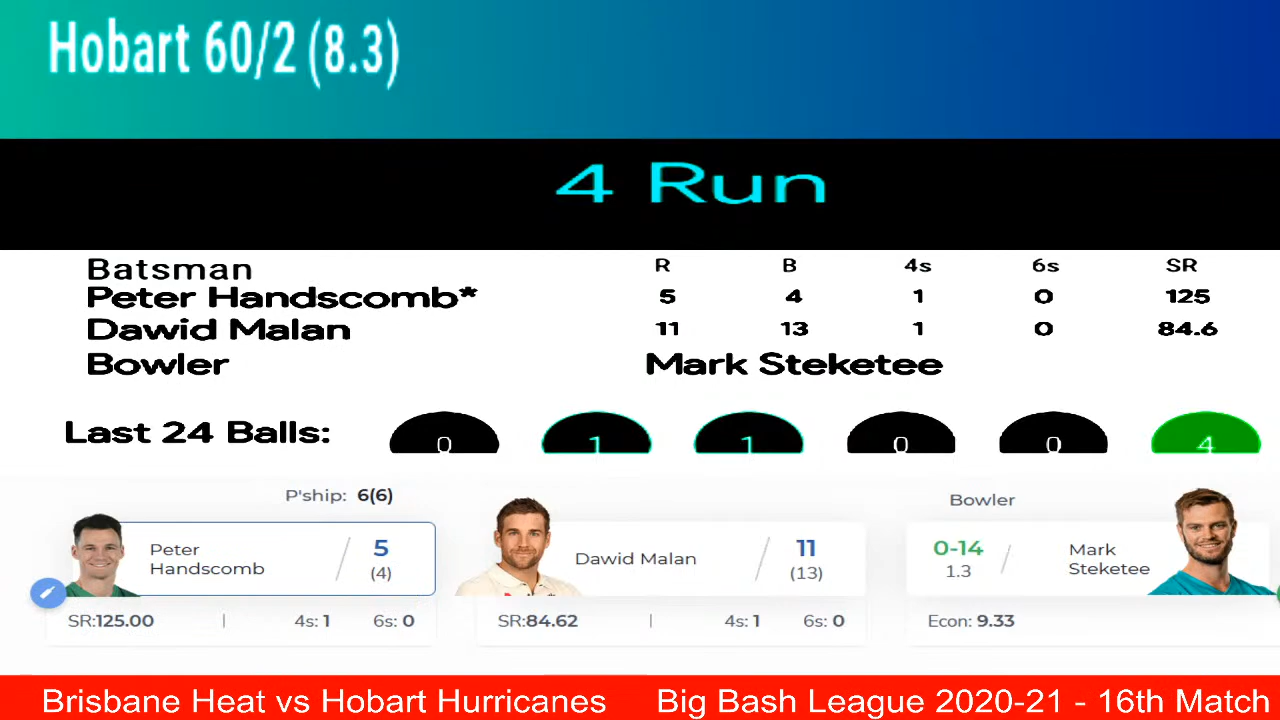 Hobart 60/2 (8.3)
4 Run
Batsman R B 4s 6s SR
Peter Handscomb* 5 4 1 0 125
Dawid Malan 11 13 1 0 84.6
Bowler Mark Steketee
Last 24 Balls: 0 1 1 0 0 4
P'ship: 6(6)
Bowler
Peter
Handscomb
5
(4)
Dawid Malan
11
(13)
0-14
1.3
Mark
Steketee
SR:125.00 | 4s: 1 6s: 0
SR:84.62 | 4s: 1 6s: 0
Econ: 9.33
Brisbane Heat vs Hobart Hurricanes Big Bash League 2020-21 - 16th Match